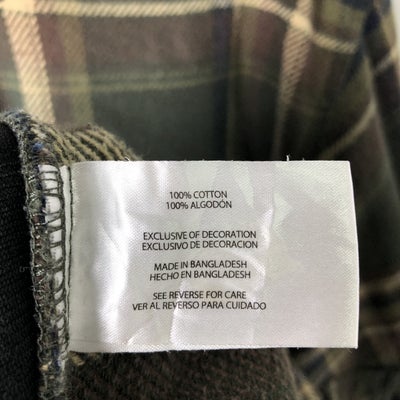 100% COTTON
100% ALGODÓN
EXCLUSIVE OF DECORATION
EXCLUSIVO DE DECORACION
MADE IN BANGLADESH
HECHO EN BANGLADESH
SEE REVERSE FOR CARE
VER AL REVERSO PARA CUIDADO